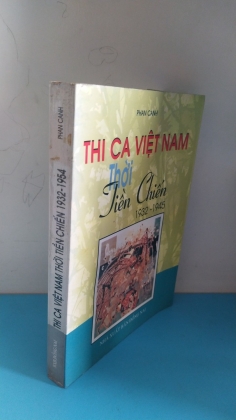 PHAN CANH
THI CA VIỆT NAM
THỜI
Tiền Chiến
1932-1945
PHAN CANH
THI CA VIỆT NAM THỜI TIỀN CHIẾN 1932-1954